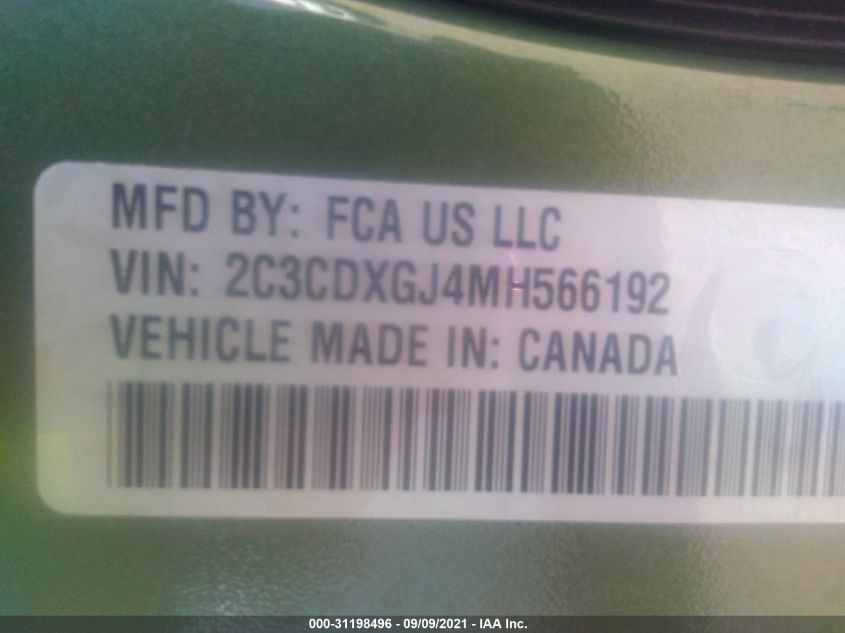 MFD BY: FCA US LLC
VIN: 2C3CDXGJ4MH566192
VEHICLE MADE IN: CANADA
000-31198496 - 09/09/2021 - IAA Inc.